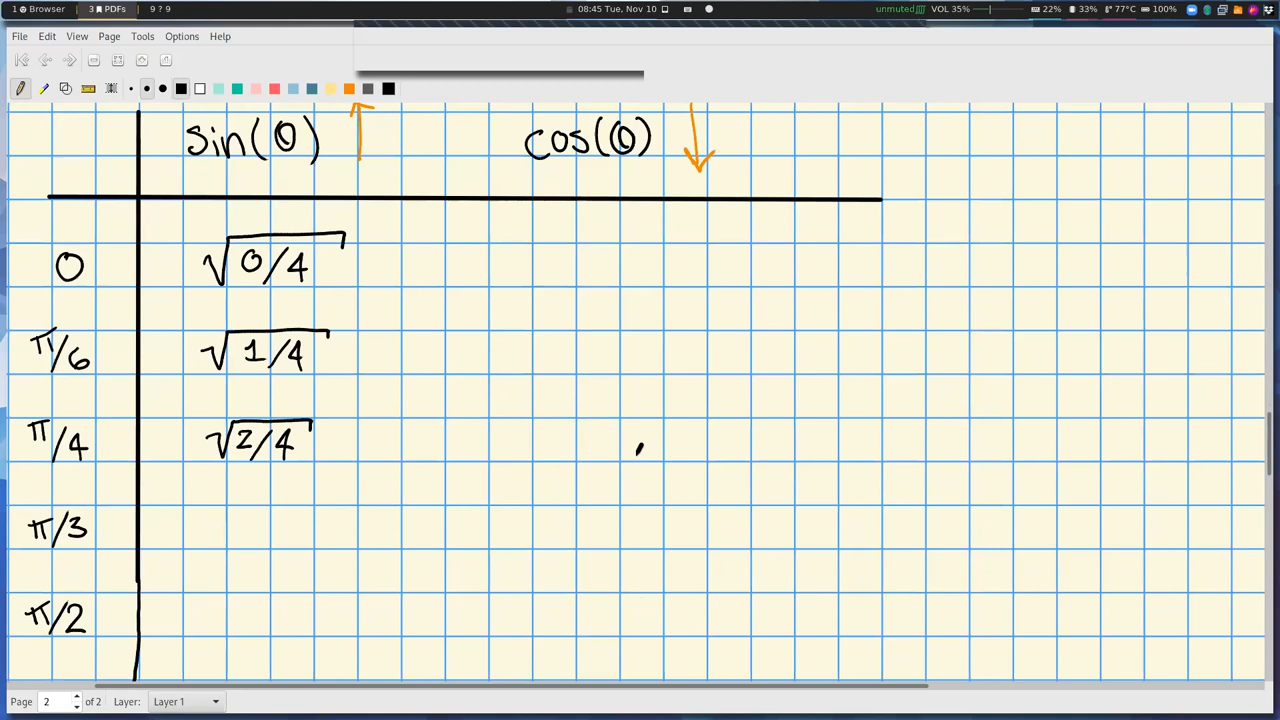 1 Browser 3 PDFs 9 ? 9 08:45 Tue, Nov 10 unmuted VOL 35% 22% 33% 77°C 100%
File Edit View Page Tools Options Help
sin(θ) cos(θ)
0 √0/4
π/6 √1/4
π/4 √2/4
π/3
π/2
Page 2 of 2 Layer: Layer 1